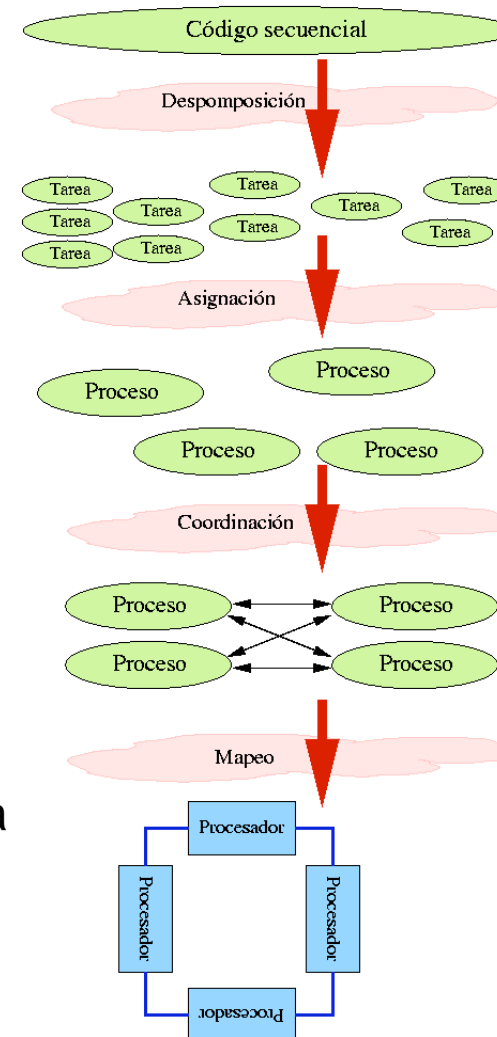 Código secuencial
Despomposición
Tarea
Tarea
Tarea
Tarea
Tarea
Tarea
Tarea
Tarea
Tarea
Tarea
Asignación
Proceso
Proceso
Proceso
Proceso
Coordinación
Proceso
Proceso
Proceso
Proceso
Mapeo
a
Procesador
Procesador
Procesador
Procesador